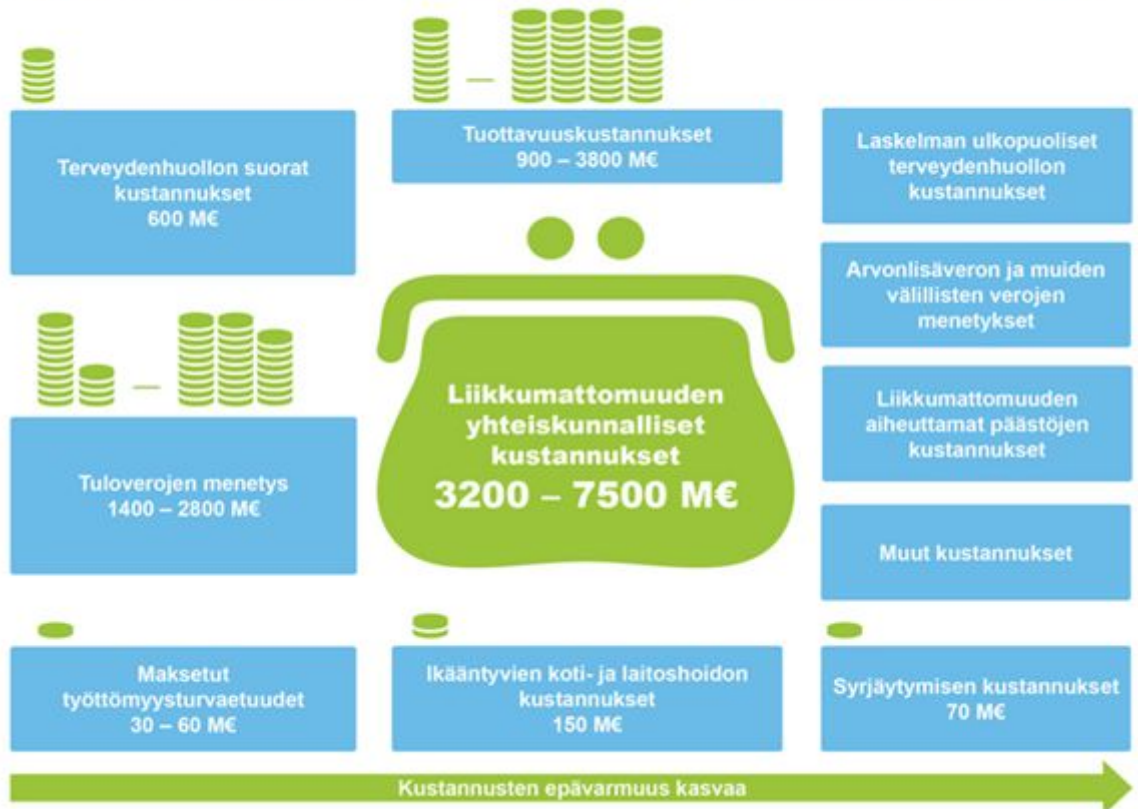 Terveydenhuollon suorat
kustannukset
600 M€
Tuottavuuskustannukset
900 – 3800 M€
Laskelman ulkopuoliset
terveydenhuollon
kustannukset
Arvonlisäveron ja muiden
välillisten verojen
menetykset
Tuloverojen menetys
1400 – 2800 M€
Liikkumattomuuden
yhteiskunnalliset
kustannukset
3200 – 7500 M€
Liikkumattomuuden
aiheuttamat päästöjen
kustannukset
Muut kustannukset
Maksetut
työttömyysturvaetuudet
30 – 60 M€
Ikääntyvien koti- ja laitoshoidon
kustannukset
150 M€
Syrjäytymisen kustannukset
70 M€
Kustannusten epävarmuus kasvaa